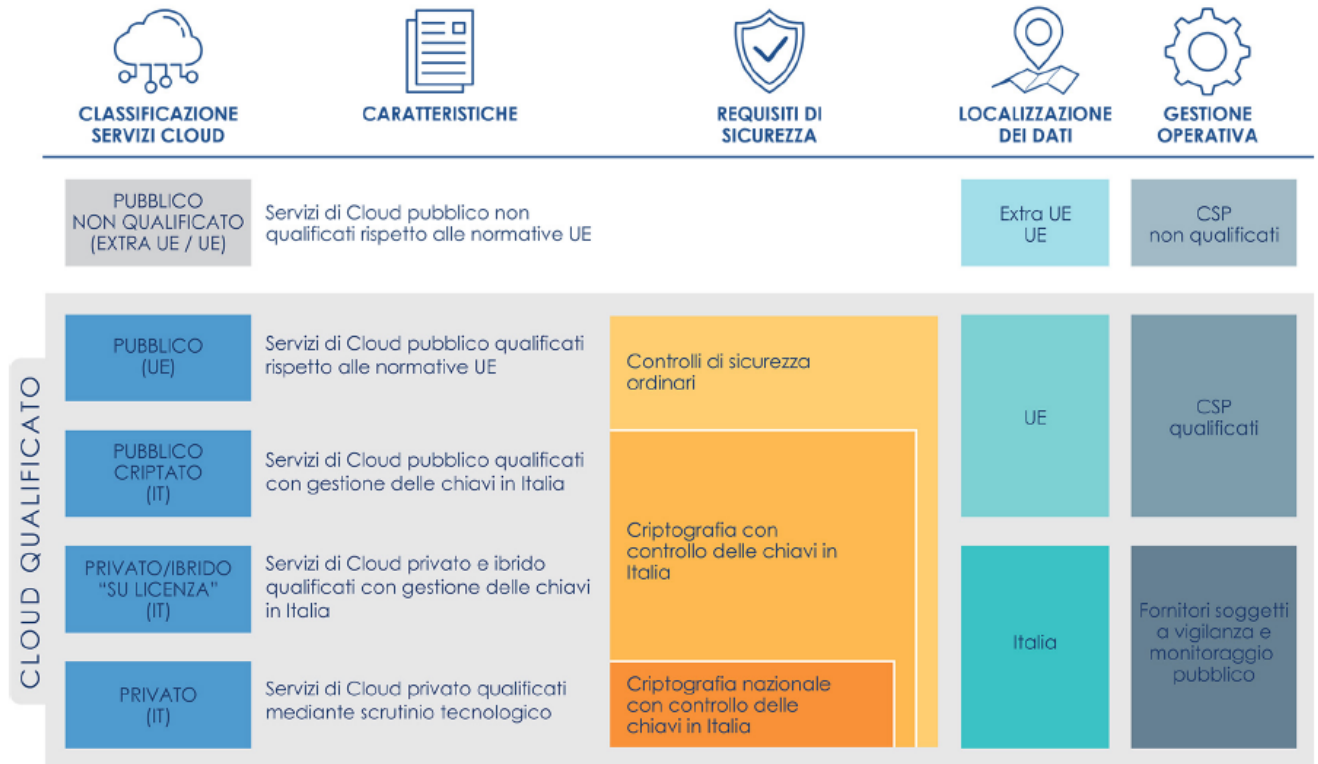 CLASSIFICAZIONE
SERVIZI CLOUD
CARATTERISTICHE
REQUISITI DI
SICUREZZA
LOCALIZZAZIONE
DEI DATI
GESTIONE
OPERATIVA
PUBBLICO
NON QUALIFICATO
(EXTRA UE / UE)
Servizi di Cloud pubblico non
qualificati rispetto alle normative UE
Extra UE
UE
CSP
non qualificati
CLOUD QUALIFICATO
PUBBLICO
(UE)
Servizi di Cloud pubblico qualificati
rispetto alle normative UE
Controlli di sicurezza
ordinari
UE
CSP
qualificati
PUBBLICO
CRIPTATO
(IT)
Servizi di Cloud pubblico qualificati
con gestione delle chiavi in Italia
Criptografia con
controllo delle chiavi in
Italia
PRIVATO/IBRIDO
“SU LICENZA”
(IT)
Servizi di Cloud privato e ibrido
qualificati con gestione delle chiavi
in Italia
Italia
Fornitori soggetti
a vigilanza e
monitoraggio
pubblico
PRIVATO
(IT)
Servizi di Cloud privato qualificati
mediante scrutinio tecnologico
Criptografia nazionale
con controllo delle
chiavi in Italia